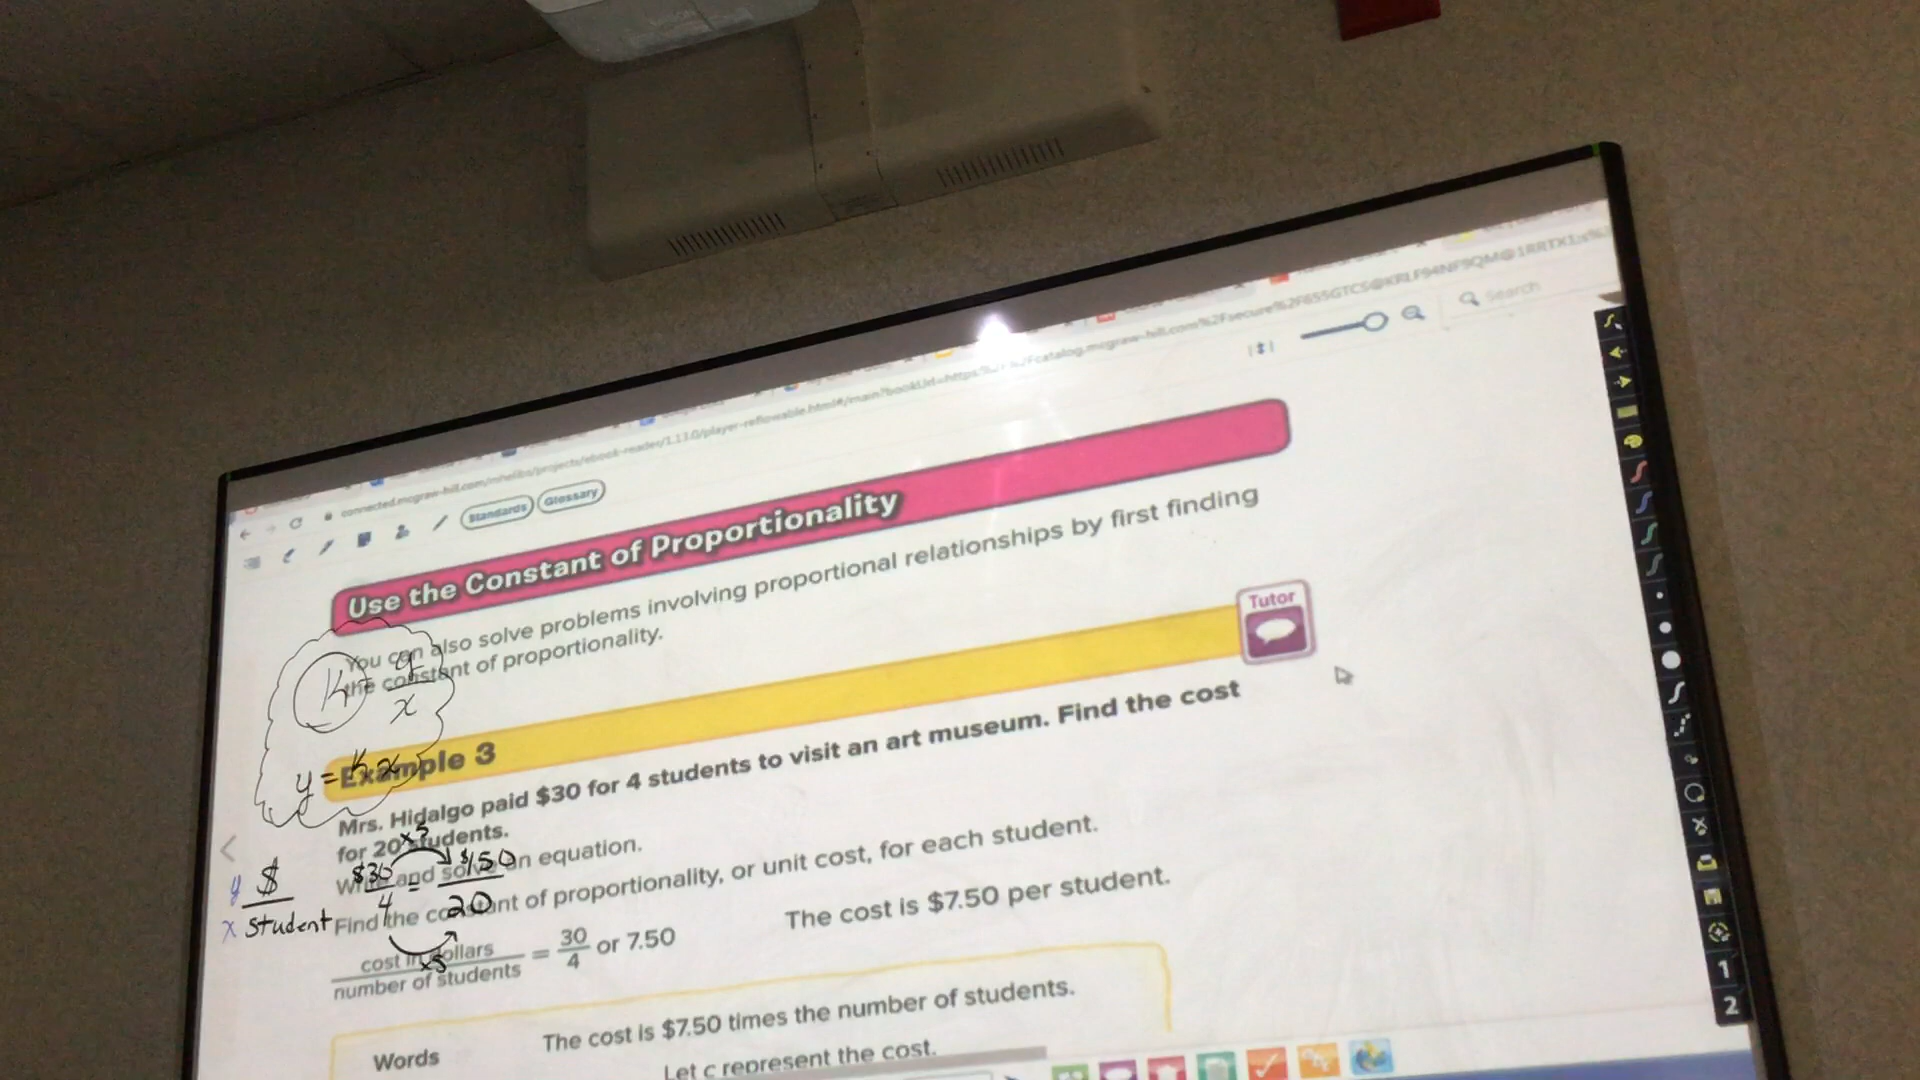 connected.mcgraw-hill.com
Search
Standards
Glossary
Use the Constant of Proportionality
You can also solve problems involving proportional relationships by first finding
the constant of proportionality.
Tutor
K = y/x
y = Kx
Example 3
Mrs. Hidalgo paid $30 for 4 students to visit an art museum. Find the cost
for 20 students.
x5
$30/4 = $150/20
x5
y $
x student
Write and solve an equation.
Find the constant of proportionality, or unit cost, for each student.
cost in dollars
number of students
= 30/4 or 7.50
The cost is $7.50 per student.
Words
The cost is $7.50 times the number of students.
Let c represent the cost.
1
2